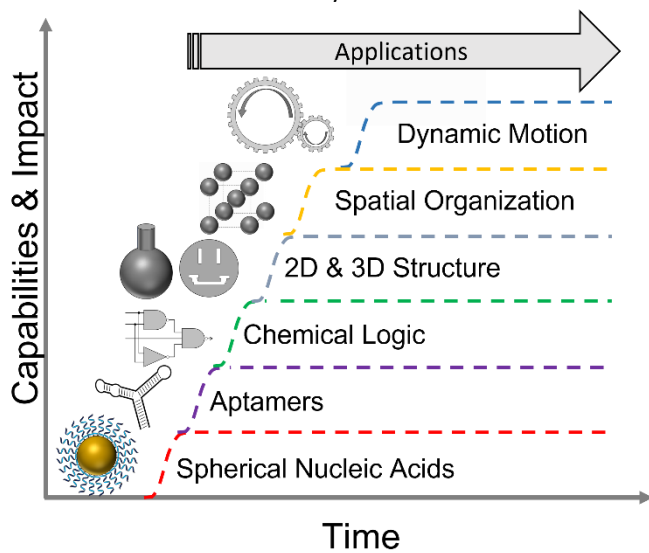 Applications
Dynamic Motion
Spatial Organization
2D & 3D Structure
Chemical Logic
Aptamers
Spherical Nucleic Acids
Capabilities & Impact
Time